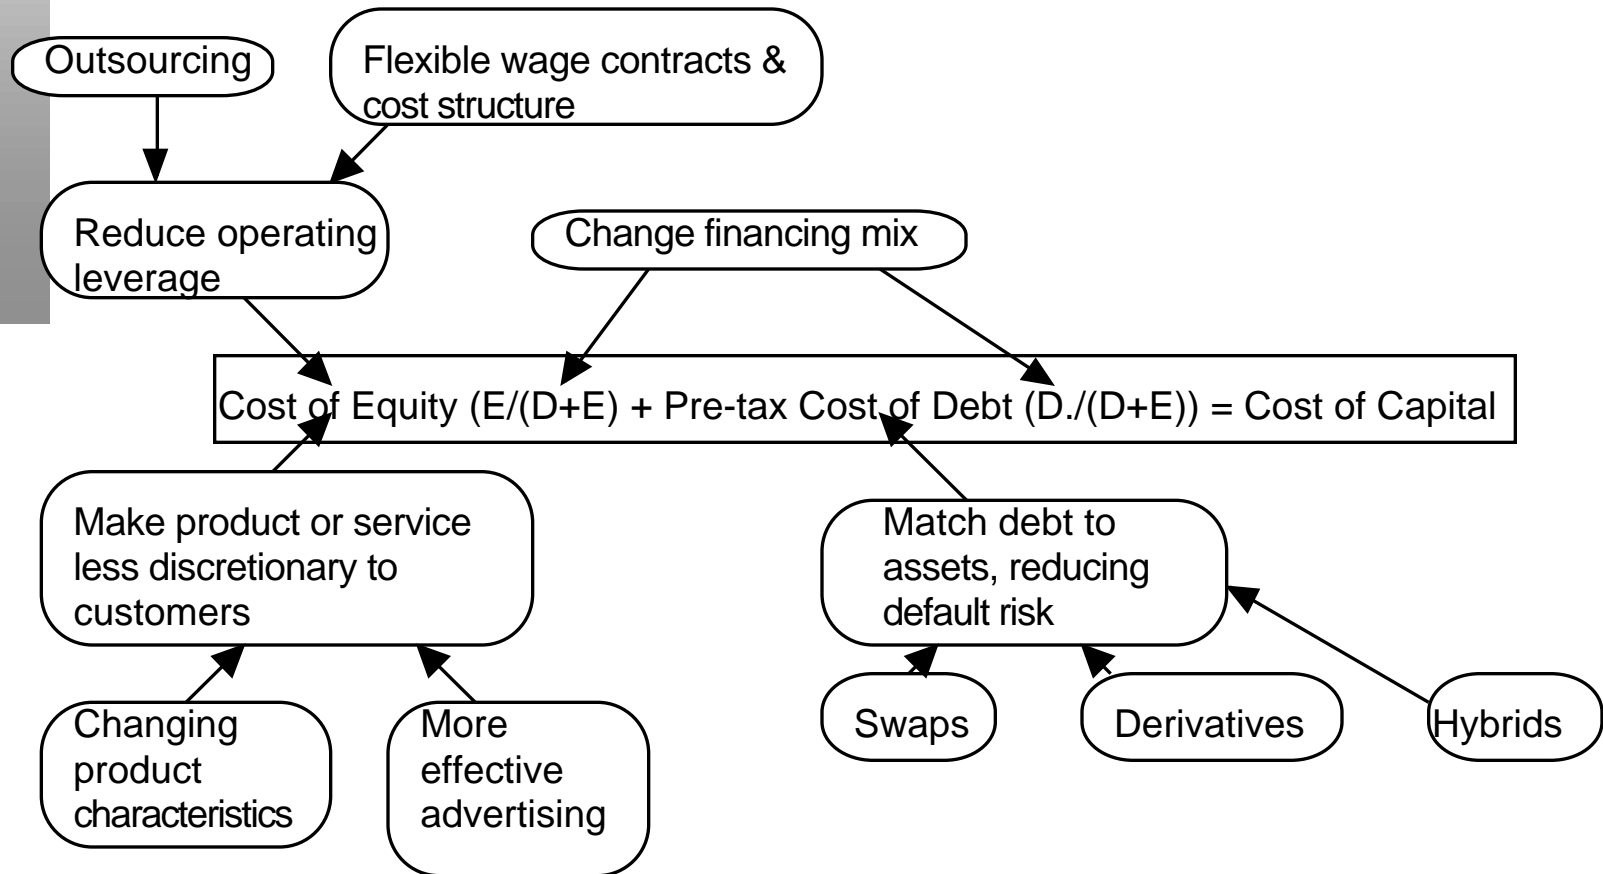 Outsourcing
Flexible wage contracts &
cost structure
Reduce operating
leverage
Change financing mix
Cost of Equity (E/(D+E) + Pre-tax Cost of Debt (D./(D+E)) = Cost of Capital
Make product or service
less discretionary to
customers
Match debt to
assets, reducing
default risk
Changing
product
characteristics
More
effective
advertising
Swaps
Derivatives
Hybrids